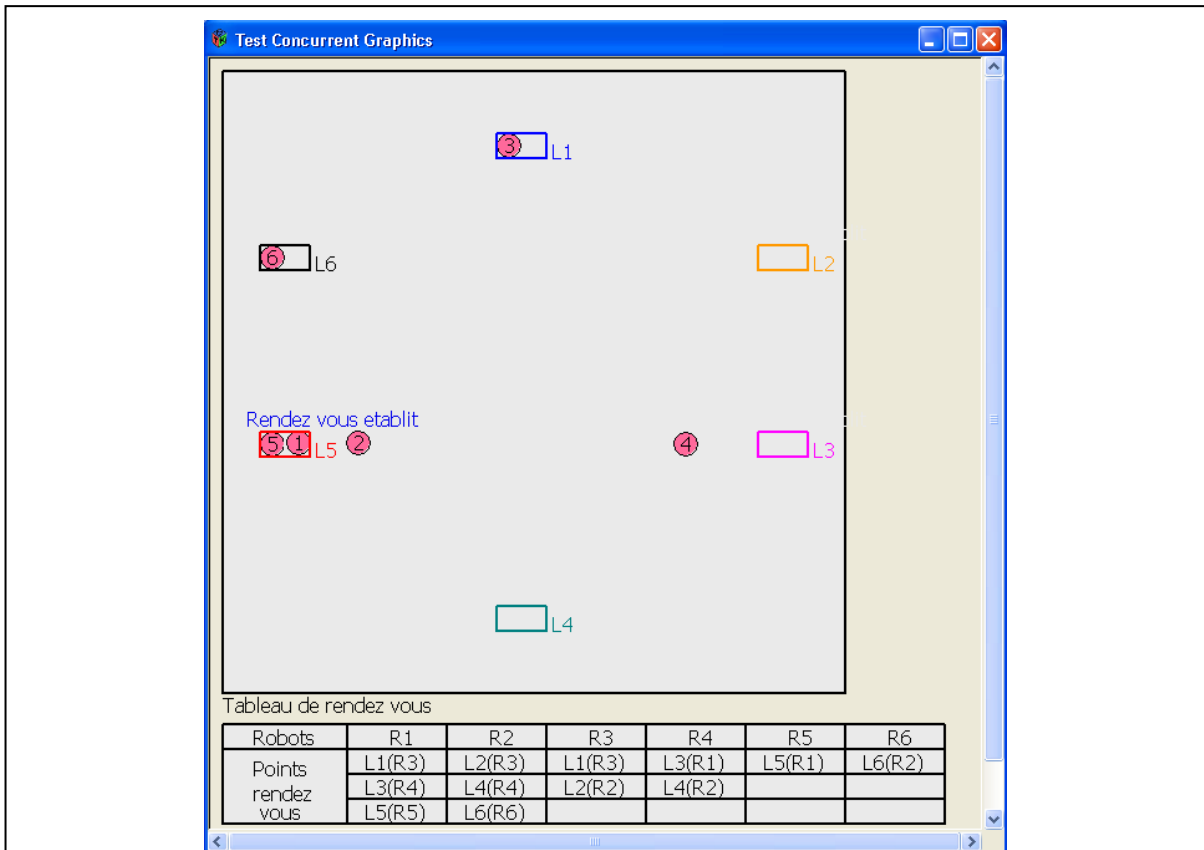 Test Concurrent Graphics
3 L1
6 L6
L2
Rendez vous etablit
5 1 L5 2 4 L3
L4
Tableau de rendez vous
Robots R1 R2 R3 R4 R5 R6
Points rendez vous
L1(R3) L2(R3) L1(R3) L3(R1) L5(R1) L6(R2)
L3(R4) L4(R4) L2(R2) L4(R2)
L5(R5) L6(R6)